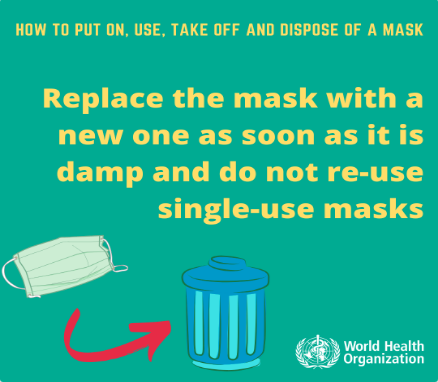 HOW TO PUT ON, USE, TAKE OFF AND DISPOSE OF A MASK
Replace the mask with a
new one as soon as it is
damp and do not re-use
single-use masks
World Health
Organization